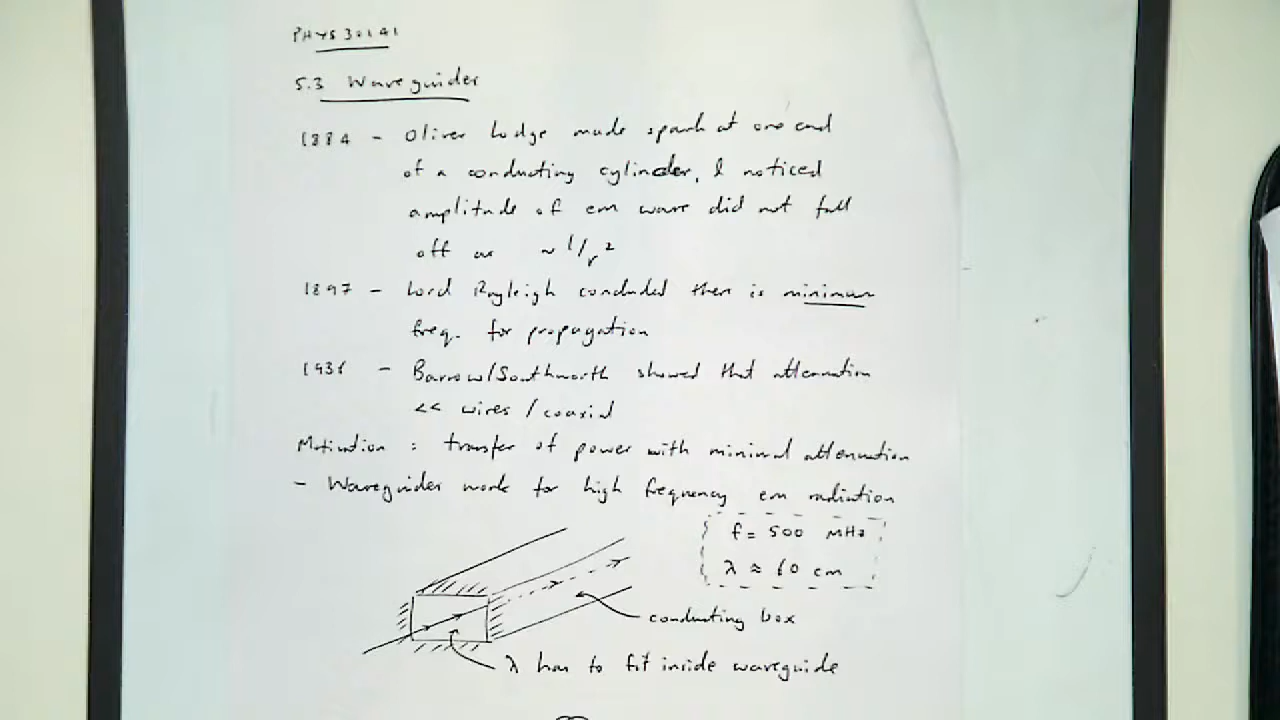 PHYS30141
5.3 Waveguides
1884 - Oliver Lodge made spark at one end
of a conducting cylinder, & noticed
amplitude of em wave did not fall
off as ~ 1/r²
1897 - Lord Rayleigh concluded there is minimum
freq. for propagation
1936 - Barrow/Southworth showed that attenuation
<< wires / coaxial
Motivation : transfer of power with minimal attenuation
- Waveguides work for high frequency em radiation
f = 500 MHz
λ ≈ 60 cm
conducting box
λ has to fit inside waveguide